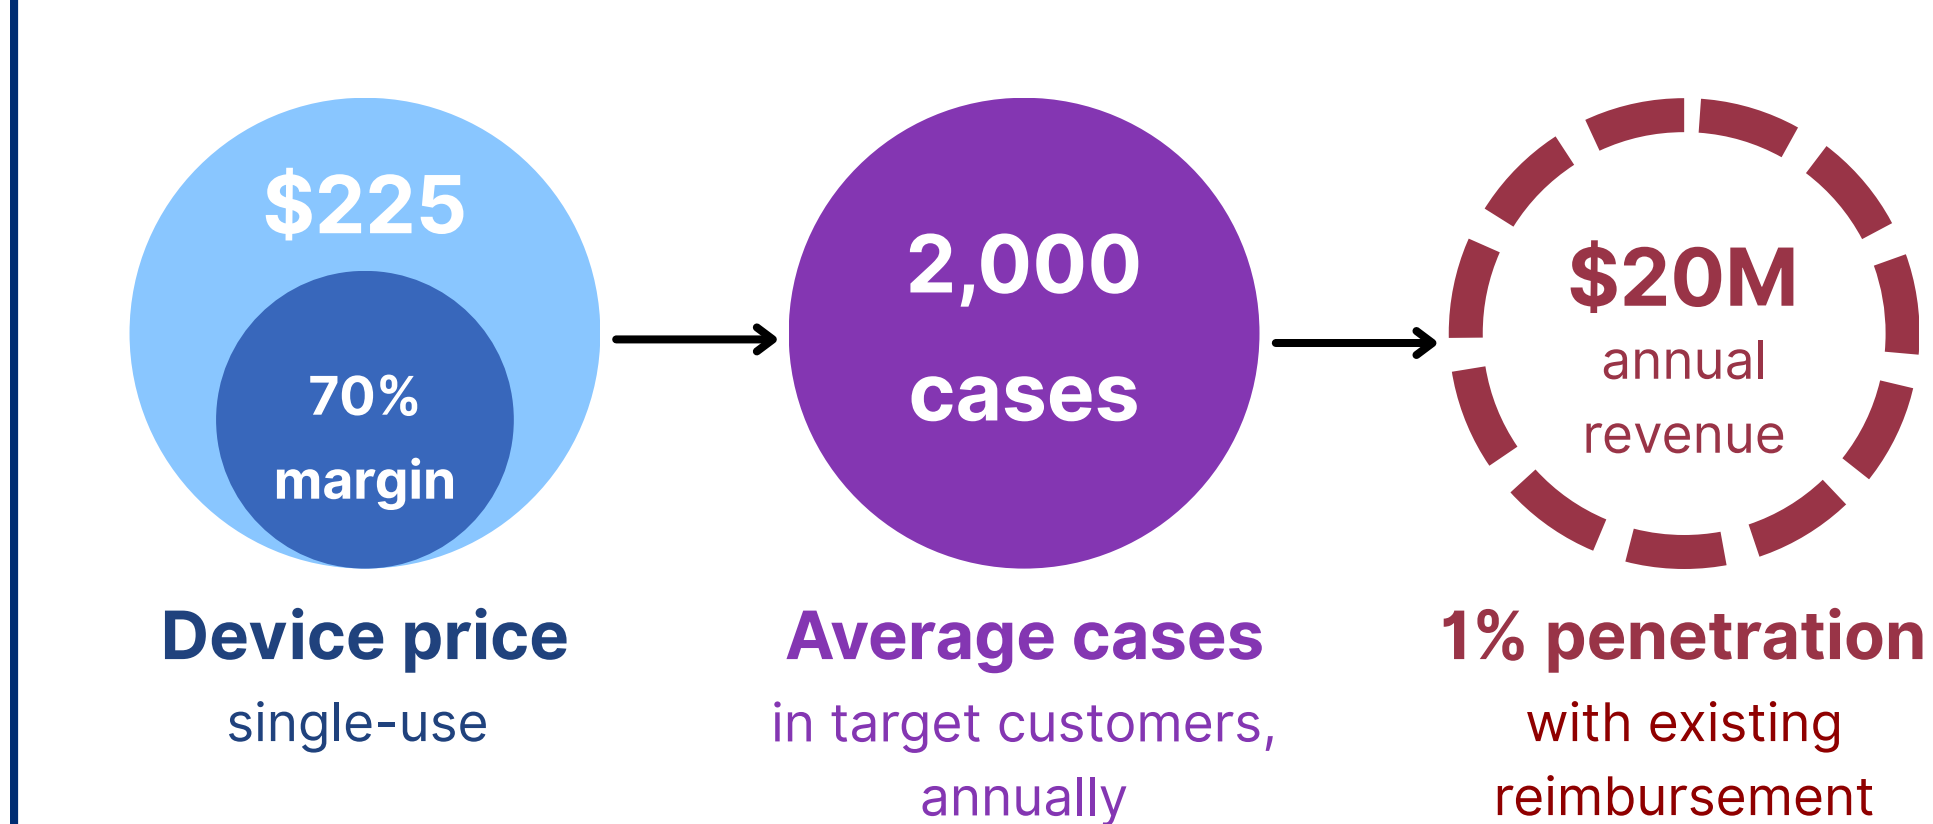 $225
70%
margin
Device price
single-use
2,000
cases
Average cases
in target customers,
annually
$20M
annual
revenue
1% penetration
with existing
reimbursement